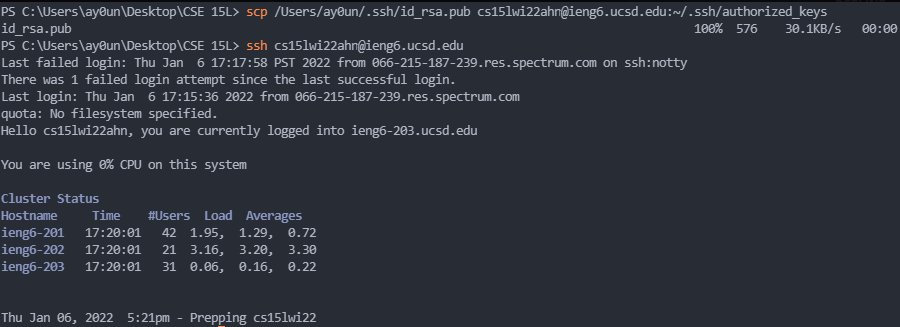 PS C:\Users\ay0un\Desktop\CSE 15L> scp /Users/ay0un/.ssh/id_rsa.pub cs15lwi22ahn@ieng6.ucsd.edu:~/.ssh/authorized_keys
id_rsa.pub 100% 576 30.1KB/s 00:00
PS C:\Users\ay0un\Desktop\CSE 15L> ssh cs15lwi22ahn@ieng6.ucsd.edu
Last failed login: Thu Jan  6 17:17:58 PST 2022 from 066-215-187-239.res.spectrum.com on ssh:notty
There was 1 failed login attempt since the last successful login.
Last login: Thu Jan  6 17:15:36 2022 from 066-215-187-239.res.spectrum.com
quota: No filesystem specified.
Hello cs15lwi22ahn, you are currently logged into ieng6-203.ucsd.edu
You are using 0% CPU on this system
Cluster Status
Hostname     Time    #Users  Load  Averages
ieng6-201   17:20:01   42  1.95,  1.29,  0.72
ieng6-202   17:20:01   21  3.16,  3.20,  3.30
ieng6-203   17:20:01   31  0.06,  0.16,  0.22
Thu Jan 06, 2022  5:21pm - Prepping cs15lwi22